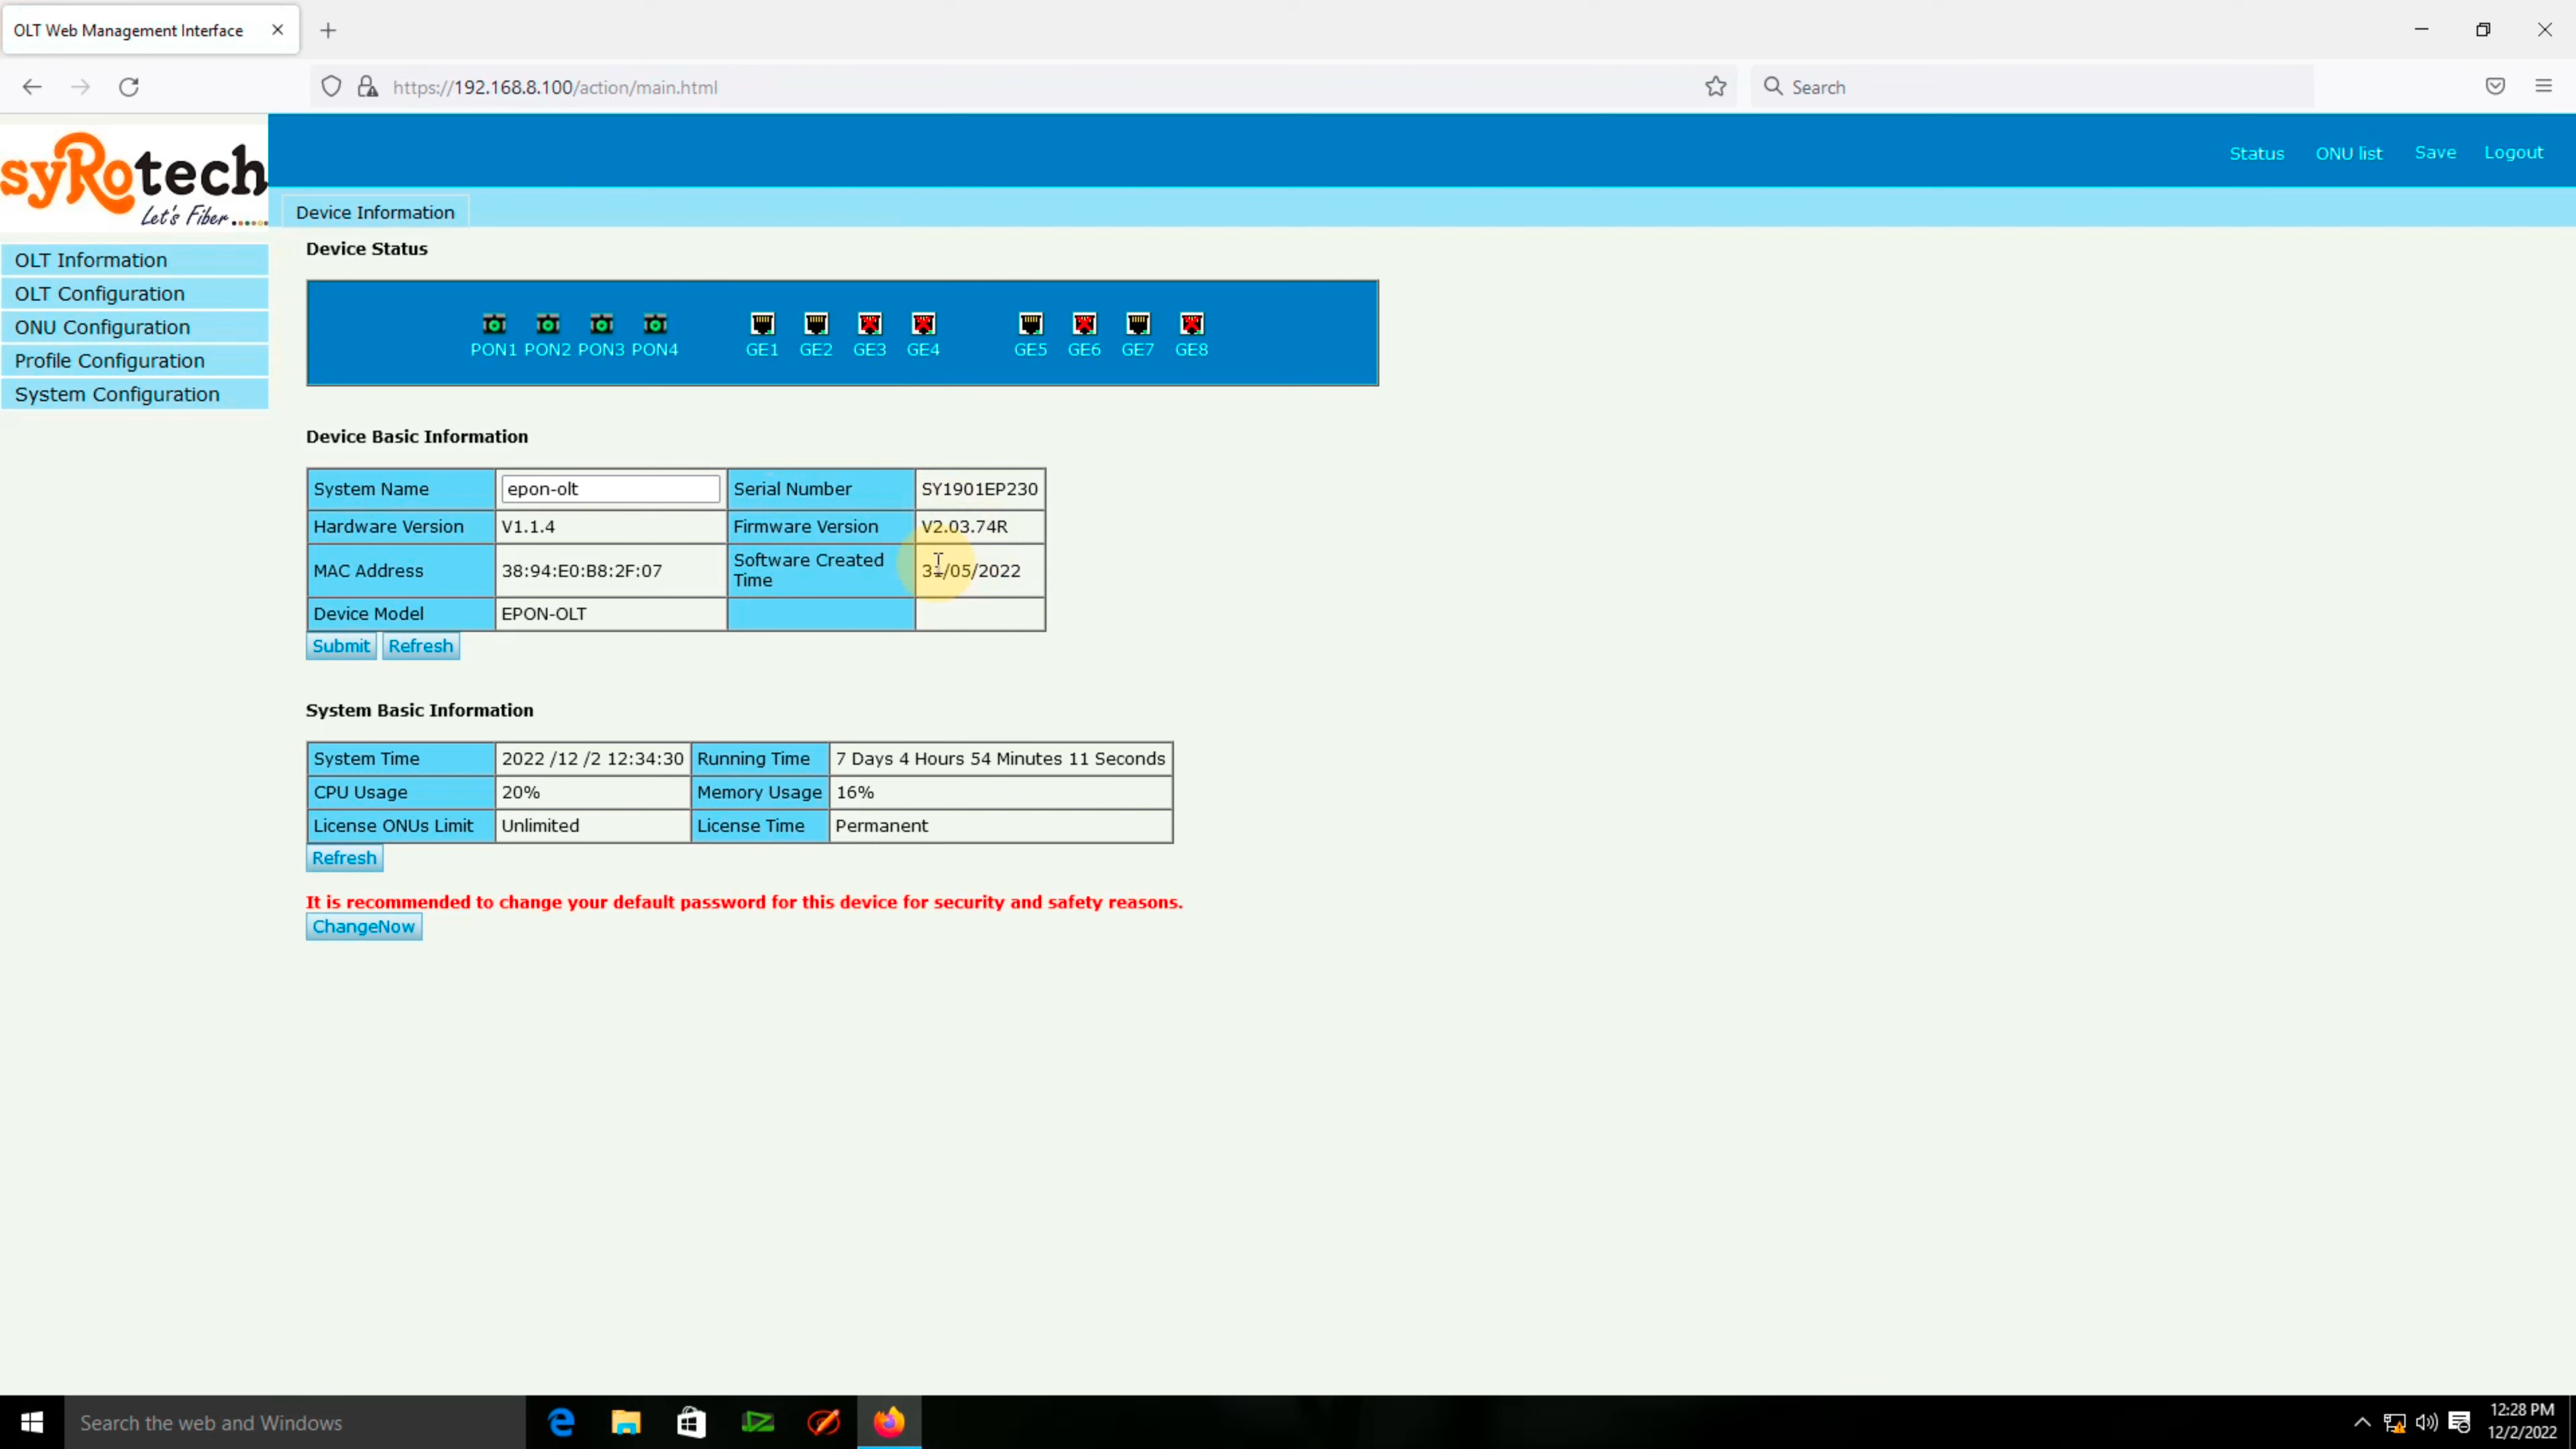 OLT Web Management Interface
https://192.168.8.100/action/main.html
Search
syRotech
Let's Fiber.....
Status ONU list Save Logout
Device Information
OLT Information
OLT Configuration
ONU Configuration
Profile Configuration
System Configuration
Device Status
PON1 PON2 PON3 PON4 GE1 GE2 GE3 GE4 GE5 GE6 GE7 GE8
Device Basic Information
System Name epon-olt Serial Number SY1901EP230
Hardware Version V1.1.4 Firmware Version V2.03.74R
MAC Address 38:94:E0:B8:2F:07 Software Created Time 31/05/2022
Device Model EPON-OLT
Submit Refresh
System Basic Information
System Time 2022 /12 /2 12:34:30 Running Time 7 Days 4 Hours 54 Minutes 11 Seconds
CPU Usage 20% Memory Usage 16%
License ONUs Limit Unlimited License Time Permanent
Refresh
It is recommended to change your default password for this device for security and safety reasons.
ChangeNow
Search the web and Windows
12:28 PM
12/2/2022